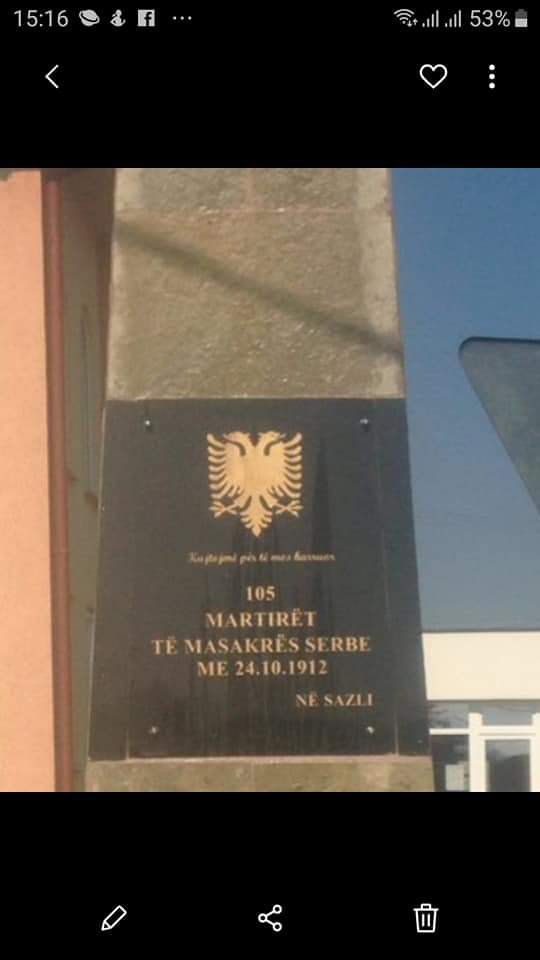 15:16
53%
Kujtojmë për të mos harruar
105
MARTIRËT
TË MASAKRËS SERBE
ME 24.10.1912
NË SAZLI